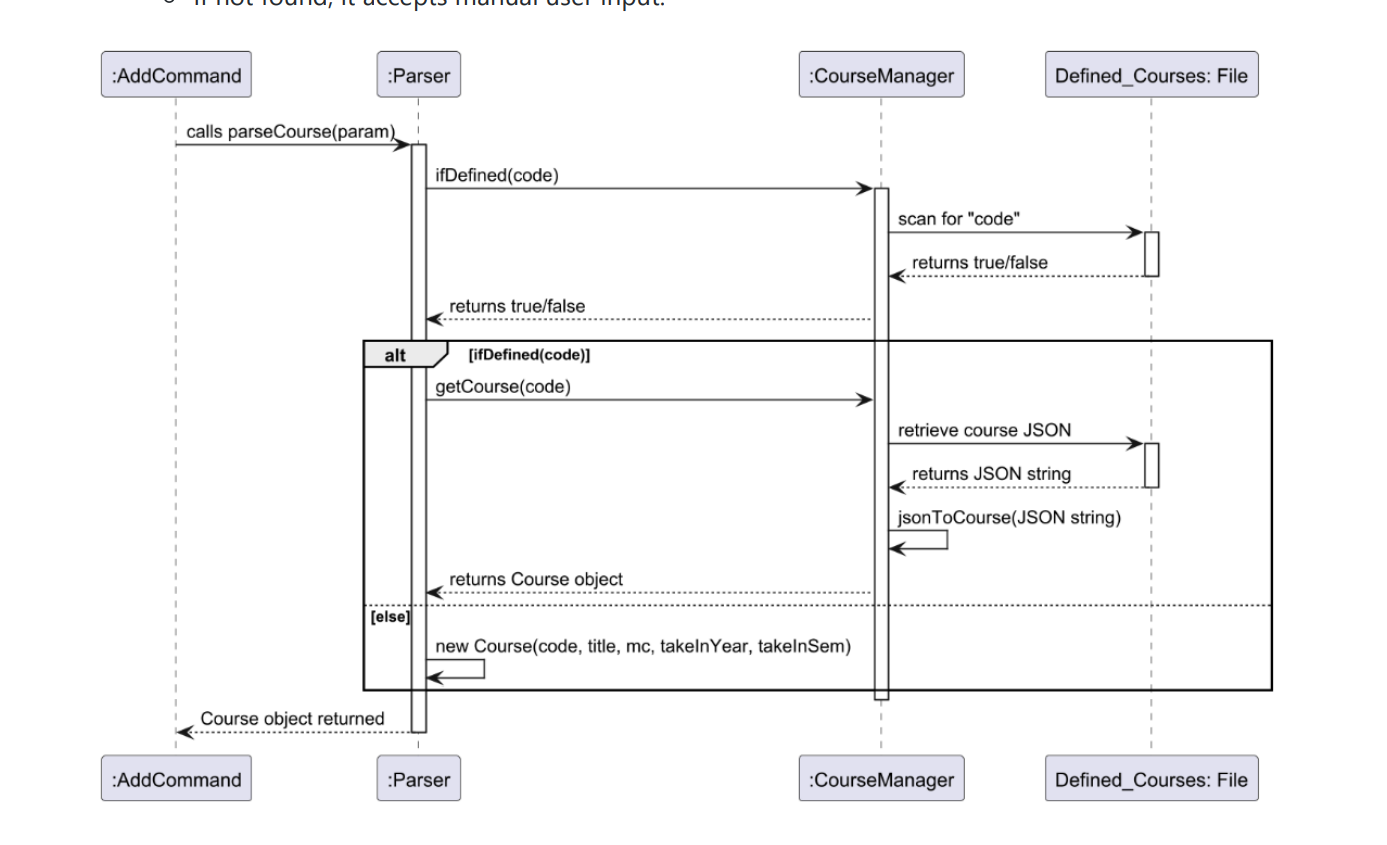 If not found, it accepts manual user input.
:AddCommand :Parser :CourseManager Defined_Courses: File
calls parseCourse(param)
ifDefined(code)
scan for "code"
returns true/false
returns true/false
alt [ifDefined(code)]
getCourse(code)
retrieve course JSON
returns JSON string
jsonToCourse(JSON string)
returns Course object
[else]
new Course(code, title, mc, takeInYear, takeInSem)
Course object returned
:AddCommand :Parser :CourseManager Defined_Courses: File